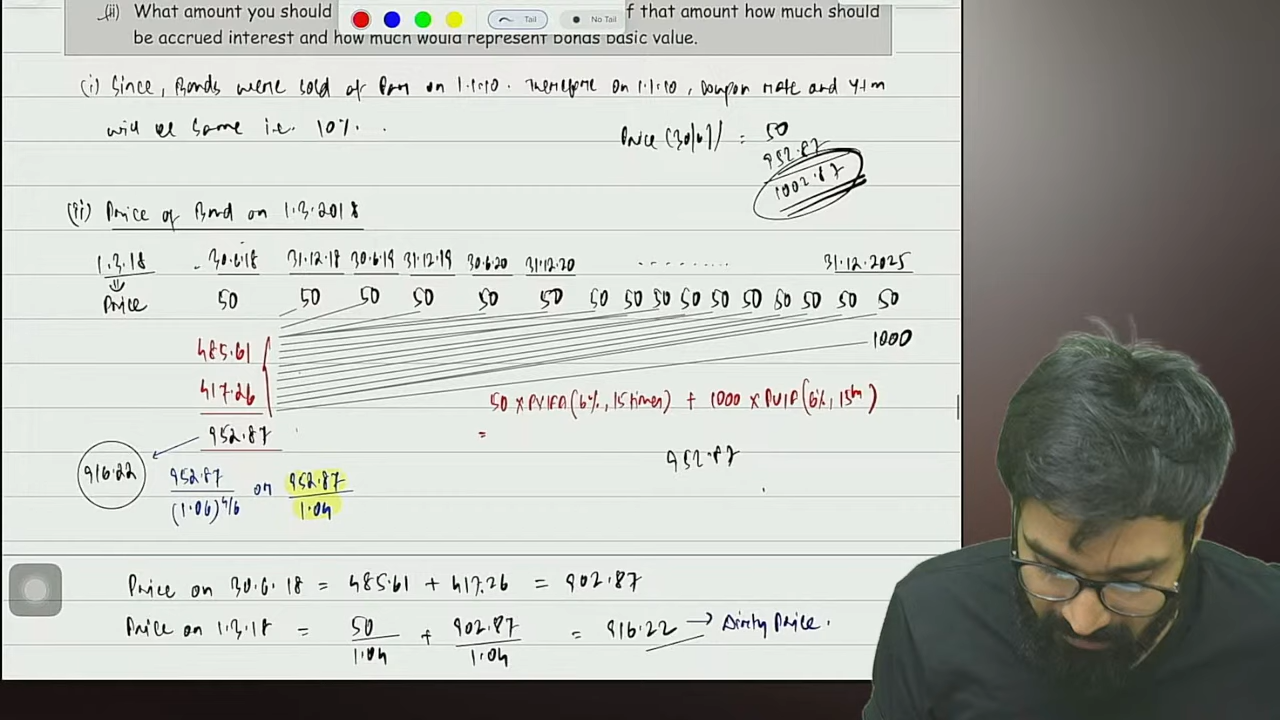 (ii) What amount you should
f that amount how much should
be accrued interest and how much would represent bonds basic value.
Tail
No Tail
(i) Since, Bonds were sold at Par on 1.1.10. Therefore on 1.1.10, Coupon rate and YTM
will be same i.e. 10%.
Price (30/6) = 50
952.87
1002.87
(ii) Price of Bond on 1.3.2018
1.3.18 30.6.18 31.12.18 30.6.19 31.12.19 30.6.20 31.12.20 ......... 31.12.2025
Price 50 50 50 50 50 50 50 50 50 50 50 50 50 50 50 50
1000
485.61
417.26
50 x PVIFA (6%, 15 times) + 1000 x PVIF (6%, 15th)
952.87
=
952.87
916.22
952.87 / (1.06)^4/6 or 952.87 / 1.04
Price on 30.6.18 = 485.61 + 417.26 = 902.87
Price on 1.3.18 = 50 / 1.04 + 902.87 / 1.04 = 916.22 → Dirty Price.